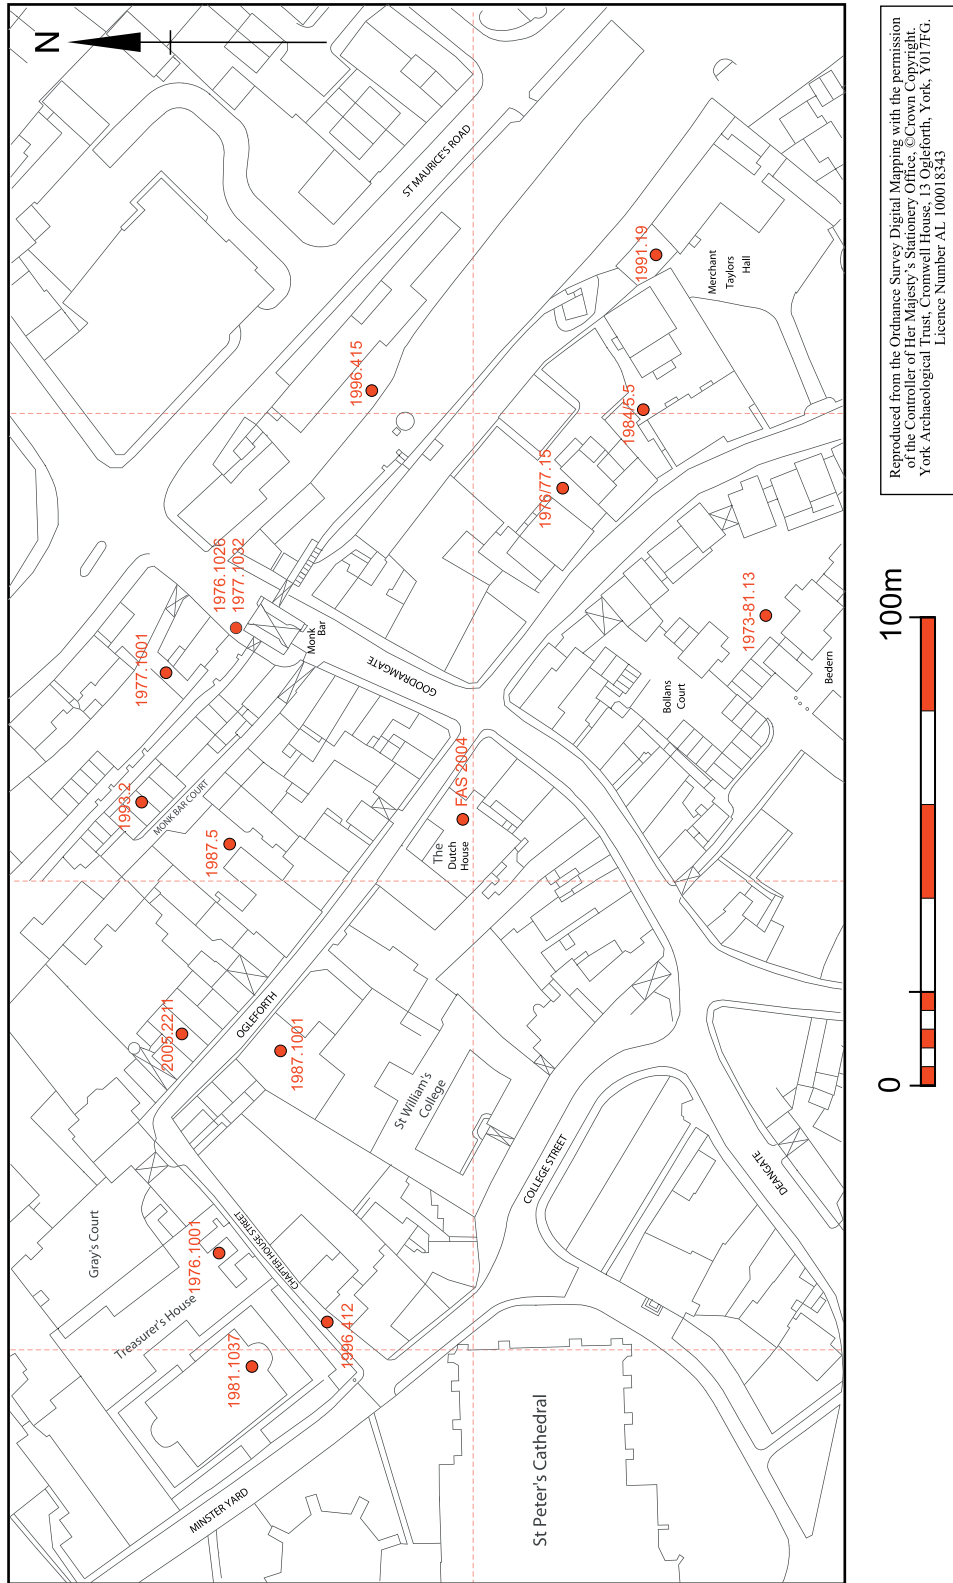 N
ST MAURICE'S ROAD
1991.19
Merchant
Taylors
Hall
1996.415
1984/5.5
1976/77.15
1976.1026
1977.1032
1977.1001
Monk
Bar
GOODRAMGATE
1973-81.13
Bollans
Court
Bedern
1993.2
MONK BAR COURT
1987.5
FAS 2004
The
Dutch
House
2005.2211
OGLEFORTH
1987.1001
St William's
College
COLLEGE STREET
DEANGATE
Gray's Court
1976.1001
CHAPTER HOUSE STREET
Treasurer's House
1996.412
1981.1037
MINSTER YARD
St Peter's Cathedral
0
100m
Reproduced from the Ordnance Survey Digital Mapping with the permission
of the Controller of Her Majesty's Stationery Office, ©Crown Copyright.
York Archaeological Trust, Cromwell House, 13 Ogleforth, York, YO17FG.
Licence Number AL 100018343